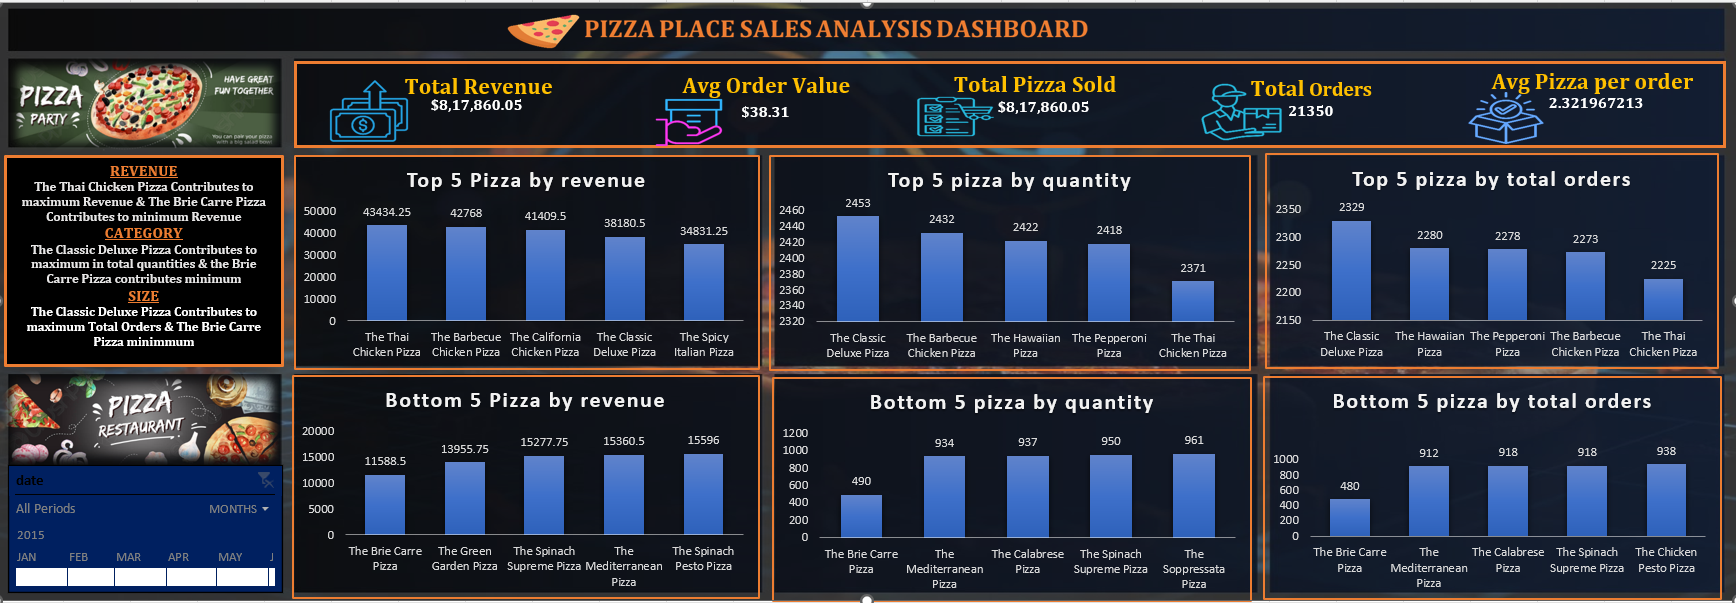 PIZZA PLACE SALES ANALYSIS DASHBOARD
PIZZA
PARTY
HAVE GREAT
FUN TOGETHER
You can pair your pizza
with a big salad bowl
Total Revenue
$8,17,860.05
Avg Order Value
$38.31
Total Pizza Sold
$8,17,860.05
Total Orders
21350
Avg Pizza per order
2.321967213
REVENUE
The Thai Chicken Pizza Contributes to
maximum Revenue & The Brie Carre Pizza
Contributes to minimum Revenue
CATEGORY
The Classic Deluxe Pizza Contributes to
maximum in total quantities & the Brie
Carre Pizza contributes minimum
SIZE
The Classic Deluxe Pizza Contributes to
maximum Total Orders & The Brie Carre
Pizza minimmum
Top 5 Pizza by revenue
50000
40000
30000
20000
10000
0
43434.25
42768
41409.5
38180.5
34831.25
The Thai
Chicken Pizza
The Barbecue
Chicken Pizza
The California
Chicken Pizza
The Classic
Deluxe Pizza
The Spicy
Italian Pizza
Top 5 pizza by quantity
2460
2440
2420
2400
2380
2360
2340
2320
2453
2432
2422
2418
2371
The Classic
Deluxe Pizza
The Barbecue
Chicken Pizza
The Hawaiian
Pizza
The Pepperoni
Pizza
The Thai
Chicken Pizza
Top 5 pizza by total orders
2350
2300
2250
2200
2150
2329
2280
2278
2273
2225
The Classic
Deluxe Pizza
The Hawaiian
Pizza
The Pepperoni
Pizza
The Barbecue
Chicken Pizza
The Thai
Chicken Pizza
PIZZA
RESTAURANT
date
All Periods
MONTHS
2015
JAN FEB MAR APR MAY J
Bottom 5 Pizza by revenue
20000
15000
10000
5000
0
11588.5
13955.75
15277.75
15360.5
15596
The Brie Carre
Pizza
The Green
Garden Pizza
The Spinach
Supreme Pizza
The
Mediterranean
Pizza
The Spinach
Pesto Pizza
Bottom 5 pizza by quantity
1200
1000
800
600
400
200
0
490
934
937
950
961
The Brie Carre
Pizza
The
Mediterranean
Pizza
The Calabrese
Pizza
The Spinach
Supreme Pizza
The
Soppressata
Pizza
Bottom 5 pizza by total orders
1000
800
600
400
200
0
480
912
918
918
938
The Brie Carre
Pizza
The
Mediterranean
Pizza
The Calabrese
Pizza
The Spinach
Supreme Pizza
The Chicken
Pesto Pizza